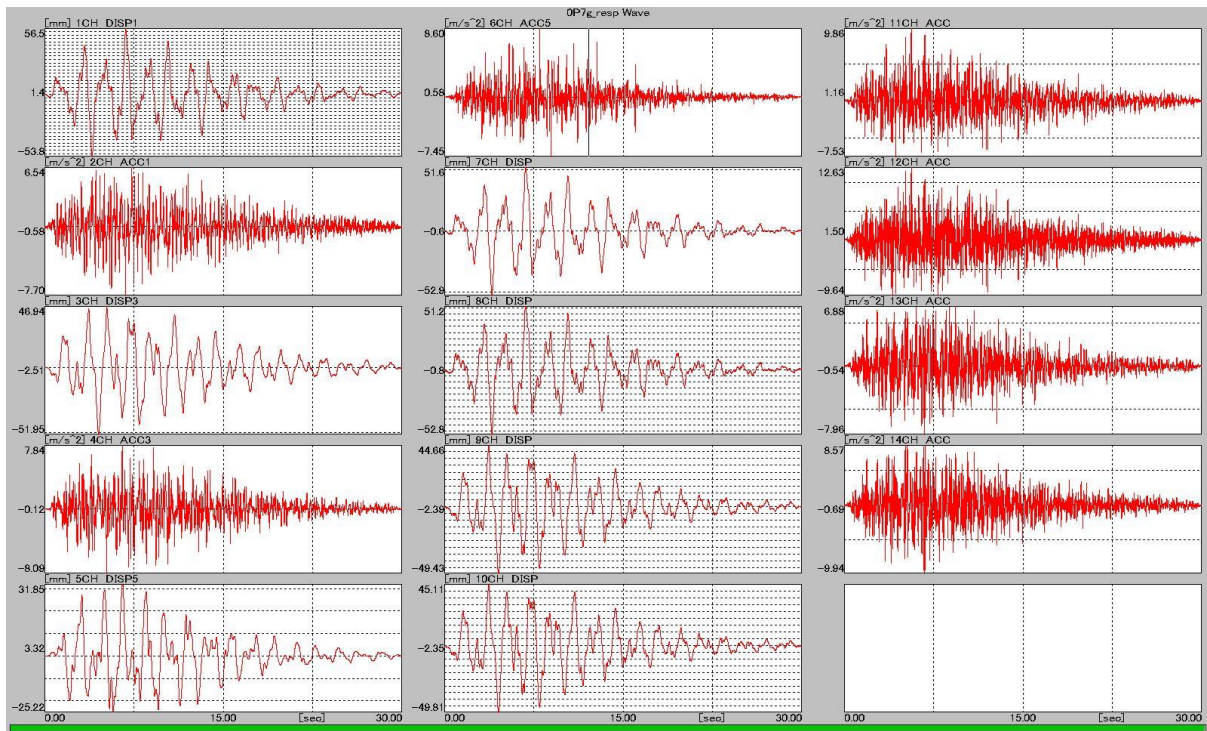 0P7g_resp Wave
[mm] 1CH DISP1
56.5
1.4
-53.8
[m/s^2] 2CH ACC1
6.54
-0.58
-7.70
[mm] 3CH DISP3
46.94
-2.51
-51.95
[m/s^2] 4CH ACC3
7.84
-0.12
-8.09
[mm] 5CH DISP5
31.85
3.32
-25.22
0.00 15.00 [sec] 30.00
[m/s^2] 6CH ACC5
8.60
0.58
-7.45
[mm] 7CH DISP
51.6
-0.6
-52.9
[mm] 8CH DISP
51.2
-0.8
-52.8
[mm] 9CH DISP
44.66
-2.39
-49.43
[mm] 10CH DISP
45.11
-2.35
-49.81
0.00 15.00 [sec] 30.00
[m/s^2] 11CH ACC
9.86
1.16
-7.53
[m/s^2] 12CH ACC
12.63
1.50
-9.64
[m/s^2] 13CH ACC
6.88
-0.54
-7.96
[m/s^2] 14CH ACC
8.57
-0.69
-9.94
0.00 15.00 [sec] 30.00